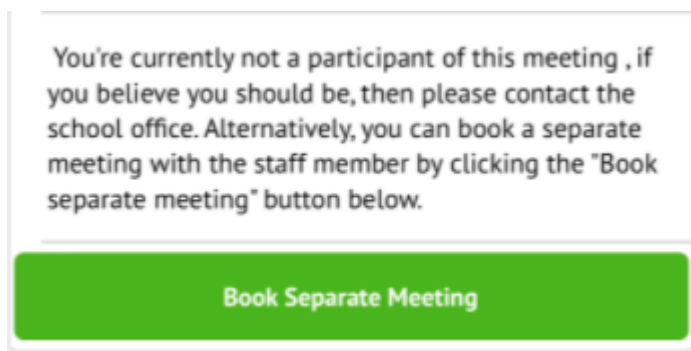 You're currently not a participant of this meeting , if
you believe you should be, then please contact the
school office. Alternatively, you can book a separate
meeting with the staff member by clicking the "Book
separate meeting" button below.
Book Separate Meeting